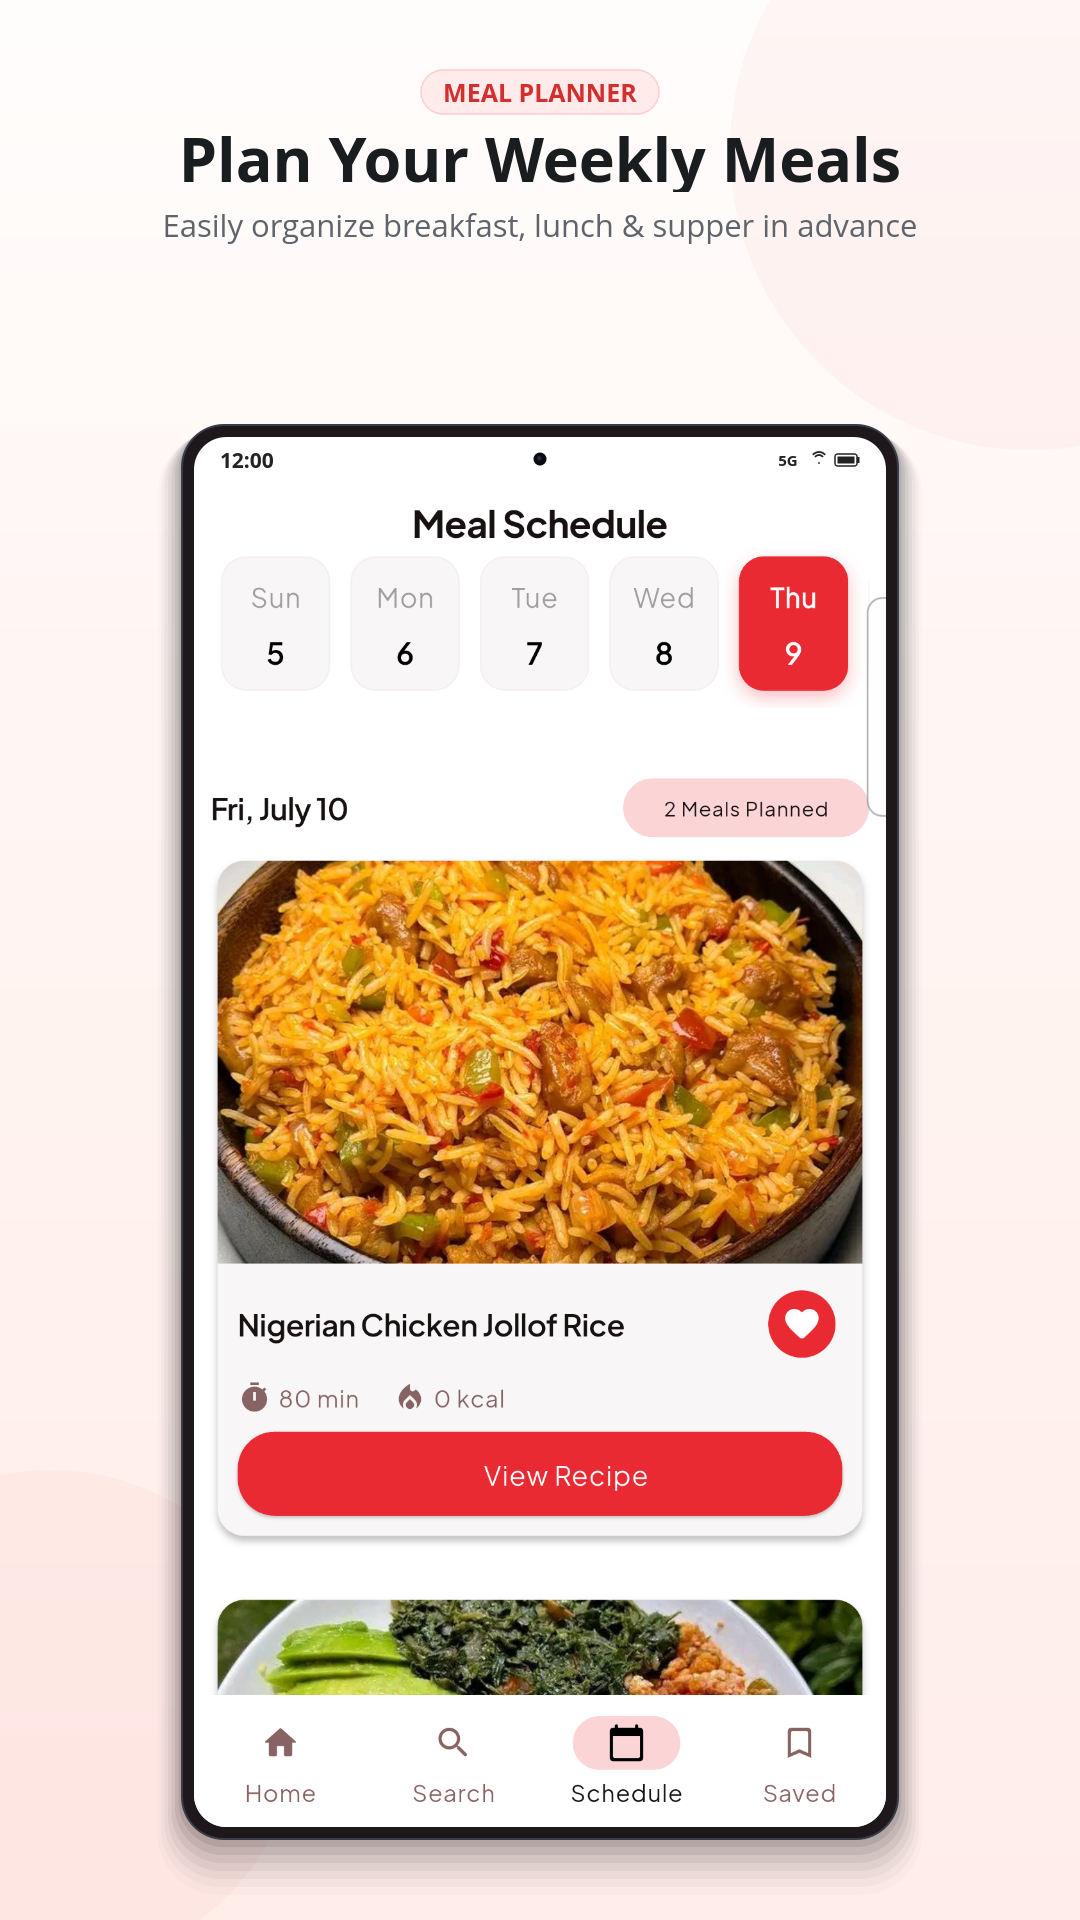 MEAL PLANNER
Plan Your Weekly Meals
Easily organize breakfast, lunch & supper in advance
12:00
5G
Meal Schedule
Sun Mon Tue Wed Thu
5 6 7 8 9
Fri, July 10
2 Meals Planned
Nigerian Chicken Jollof Rice
80 min 0 kcal
View Recipe
Home Search Schedule Saved